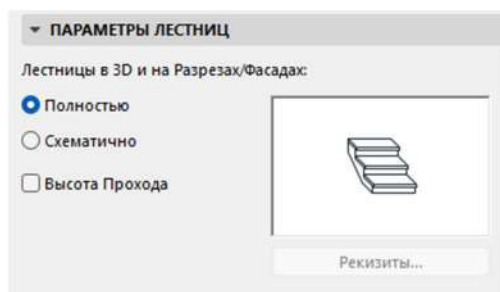 ПАРАМЕТРЫ ЛЕСТНИЦ
Лестницы в 3D и на Разрезах/Фасадах:
Полностью
Схематично
Высота Прохода
Рекизиты...